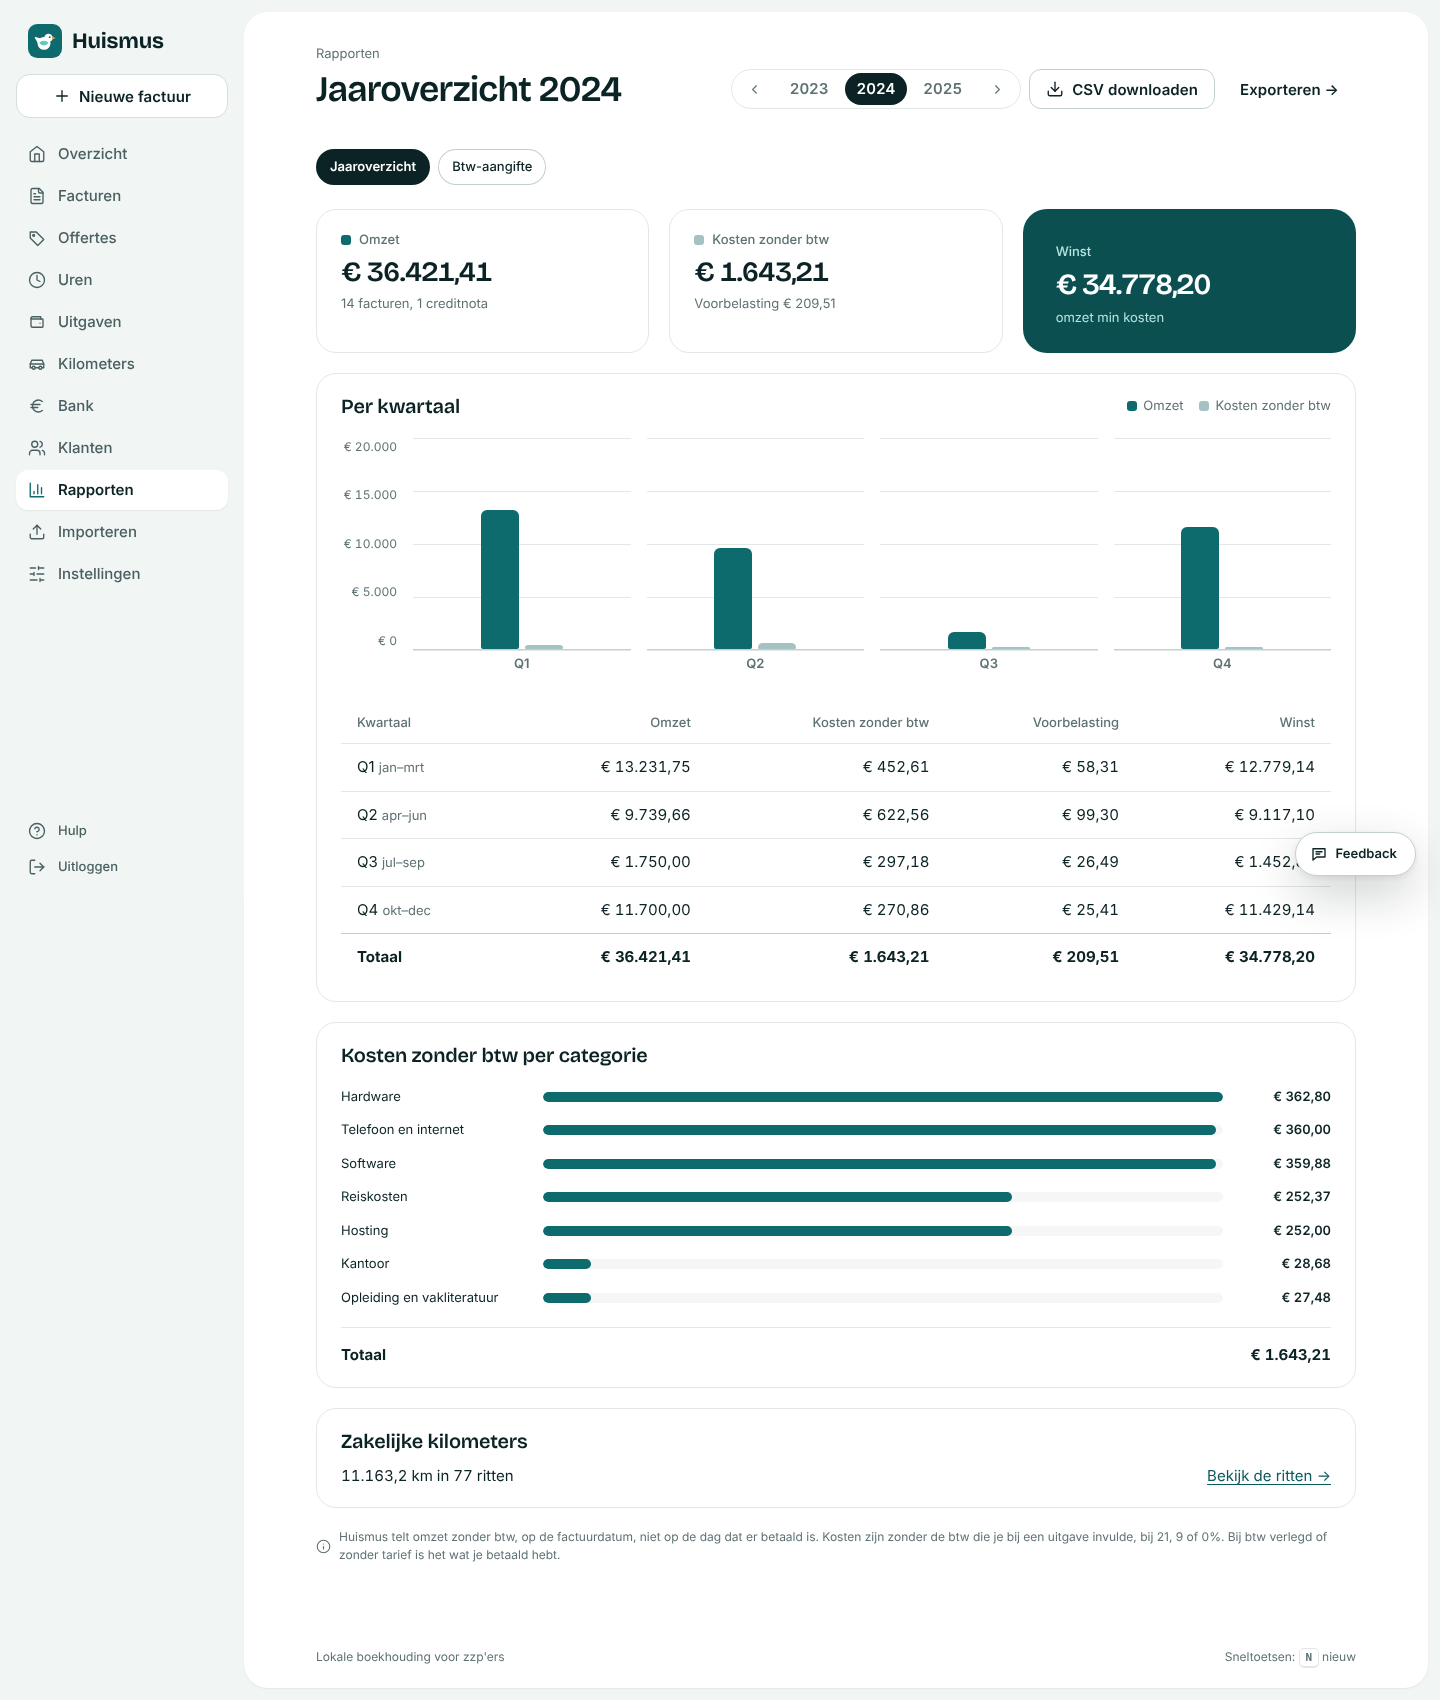 Huismus
Nieuwe factuur
Overzicht
Facturen
Offertes
Uren
Uitgaven
Kilometers
Bank
Klanten
Rapporten
Importeren
Instellingen
Hulp
Uitloggen
Rapporten
Jaaroverzicht 2024
2023 2024 2025
CSV downloaden
Exporteren →
Jaaroverzicht
Btw-aangifte
Omzet
€ 36.421,41
14 facturen, 1 creditnota
Kosten zonder btw
€ 1.643,21
Voorbelasting € 209,51
Winst
€ 34.778,20
omzet min kosten
Per kwartaal
Omzet Kosten zonder btw
€ 20.000
€ 15.000
€ 10.000
€ 5.000
€ 0
Q1 Q2 Q3 Q4
Kwartaal Omzet Kosten zonder btw Voorbelasting Winst
Q1 jan–mrt € 13.231,75 € 452,61 € 58,31 € 12.779,14
Q2 apr–jun € 9.739,66 € 622,56 € 99,30 € 9.117,10
Q3 jul–sep € 1.750,00 € 297,18 € 26,49
Feedback
Q4 okt–dec € 11.700,00 € 270,86 € 25,41 € 11.429,14
Totaal € 36.421,41 € 1.643,21 € 209,51 € 34.778,20
Kosten zonder btw per categorie
Hardware € 362,80
Telefoon en internet € 360,00
Software € 359,88
Reiskosten € 252,37
Hosting € 252,00
Kantoor € 28,68
Opleiding en vakliteratuur € 27,48
Totaal € 1.643,21
Zakelijke kilometers
11.163,2 km in 77 ritten
Bekijk de ritten →
Huismus telt omzet zonder btw, op de factuurdatum, niet op de dag dat er betaald is. Kosten zijn zonder de btw die je bij een uitgave invulde, bij 21, 9 of 0%. Bij btw verlegd of
zonder tarief is het wat je betaald hebt.
Lokale boekhouding voor zzp'ers
Sneltoetsen: N nieuw